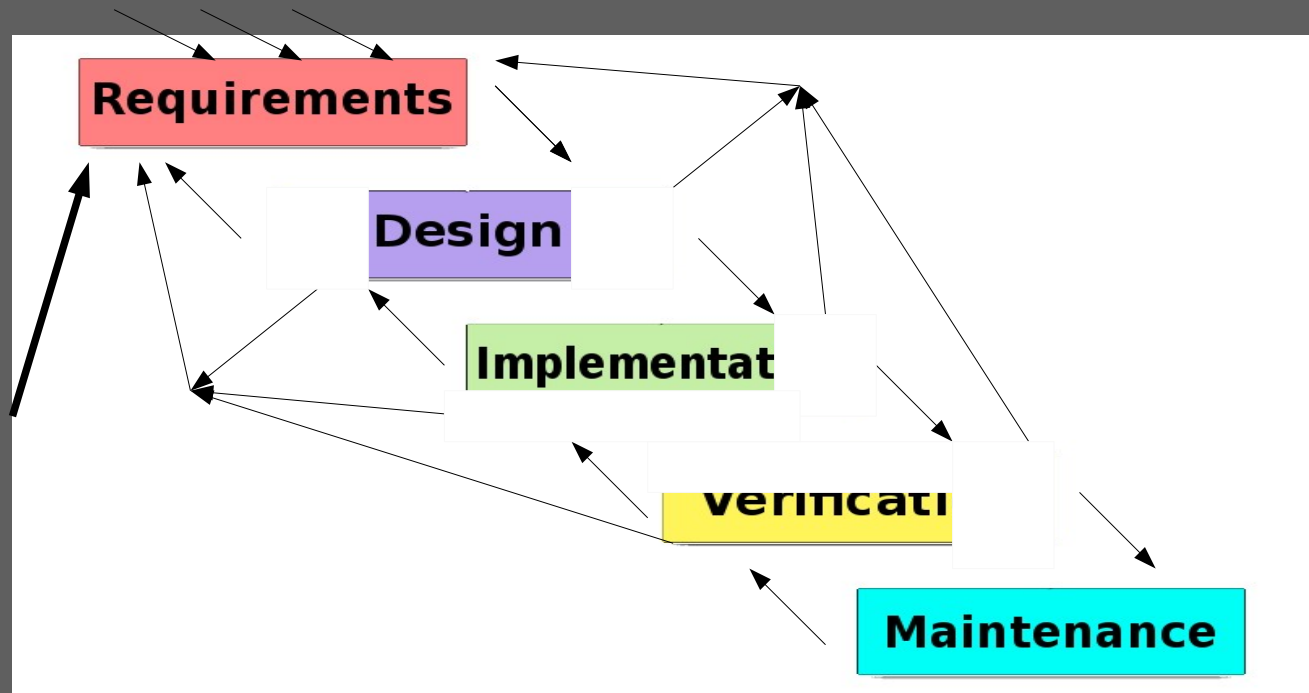 Requirements
Design
Implementat
Verificati
Maintenance